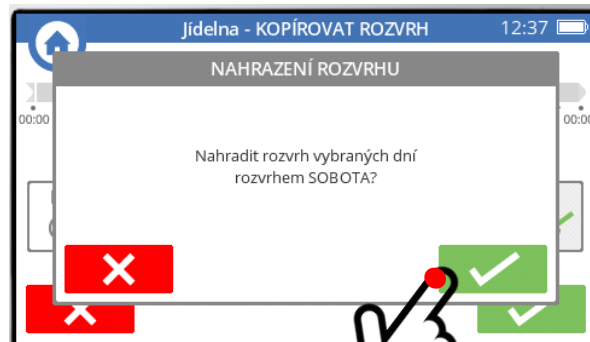 Jídelna - KOPÍROVAT ROZVRH 12:37
NAHRAZENÍ ROZVRHU
00:00 00:00
Nahradit rozvrh vybraných dní
rozvrhem SOBOTA?